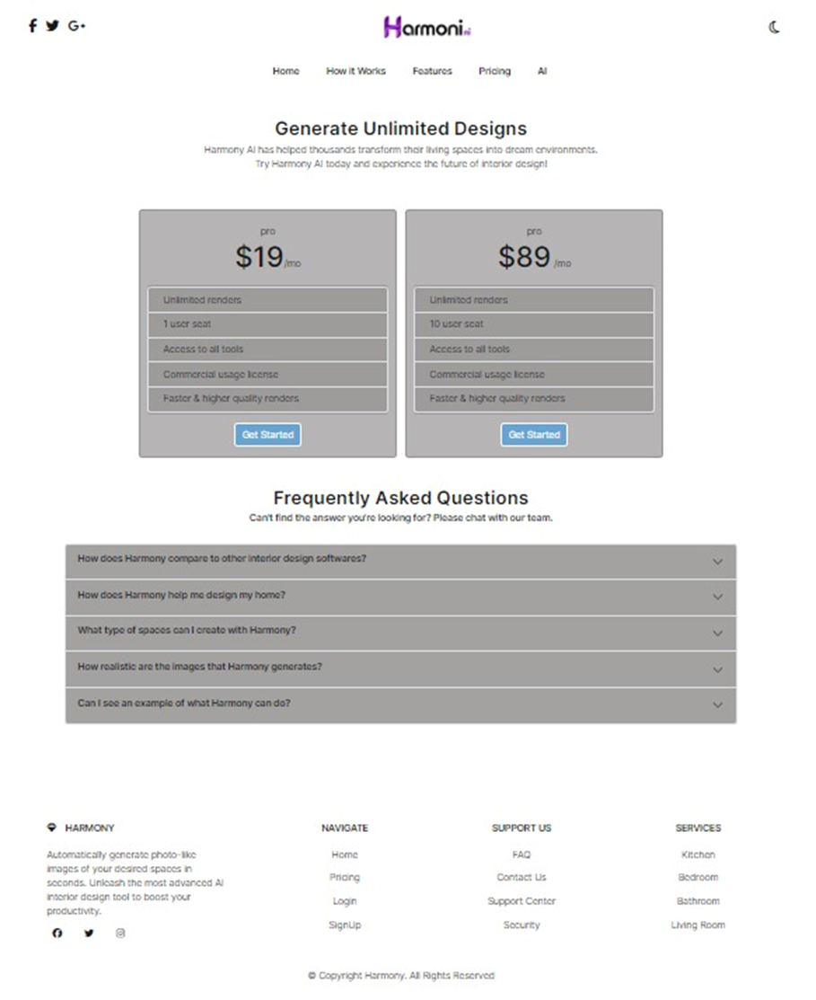 Harmoni.ai
Home How it Works Features Pricing AI
Generate Unlimited Designs
Harmony AI has helped thousands transform their living spaces into dream environments.
Try Harmony AI today and experience the future of interior design!
pro
$19/mo
Unlimited renders
1 user seat
Access to all tools
Commercial usage license
Faster & higher quality renders
Get Started
pro
$89 /mo
Unlimited renders
10 user seat
Access to all tools
Commercial usage license
Faster & higher quality renders
Get Started
Frequently Asked Questions
Can't find the answer you're looking for? Please chat with our team.
How does Harmony compare to other interior design softwares?
How does Harmony help me design my home?
What type of spaces can I create with Harmony?
How realistic are the images that Harmony generates?
Can I see an example of what Harmony can do?
HARMONY
Automatically generate photo-like
images of your desired spaces in
seconds. Unleash the most advanced AI
interior design tool to boost your
productivity.
NAVIGATE
Home
Pricing
Login
SignUp
SUPPORT US
FAQ
Contact Us
Support Center
Security
SERVICES
Kitchen
Bedroom
Bathroom
Living Room
© Copyright Harmony. All Rights Reserved